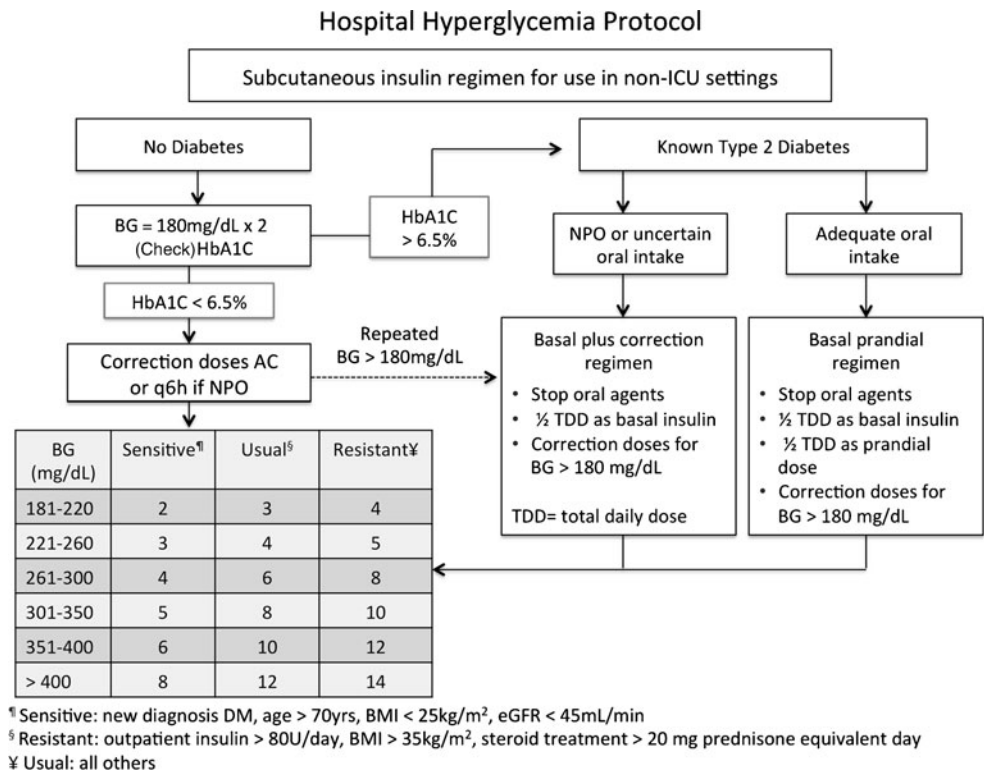 Hospital Hyperglycemia Protocol
Subcutaneous insulin regimen for use in non-ICU settings
No Diabetes
Known Type 2 Diabetes
BG = 180mg/dL x 2
(Check)HbA1C
HbA1C
> 6.5%
NPO or uncertain
oral intake
Adequate oral
intake
HbA1C < 6.5%
Correction doses AC
or q6h if NPO
Repeated
BG > 180mg/dL
Basal plus correction
regimen
• Stop oral agents
• ½ TDD as basal insulin
• Correction doses for
BG > 180 mg/dL
TDD= total daily dose
Basal prandial
regimen
• Stop oral agents
• ½ TDD as basal insulin
• ½ TDD as prandial
dose
• Correction doses for
BG > 180 mg/dL
BG
(mg/dL) Sensitive¶ Usual§ Resistant¥
181-220 2 3 4
221-260 3 4 5
261-300 4 6 8
301-350 5 8 10
351-400 6 10 12
> 400 8 12 14
¶ Sensitive: new diagnosis DM, age > 70yrs, BMI < 25kg/m², eGFR < 45mL/min
§ Resistant: outpatient insulin > 80U/day, BMI > 35kg/m², steroid treatment > 20 mg prednisone equivalent day
¥ Usual: all others